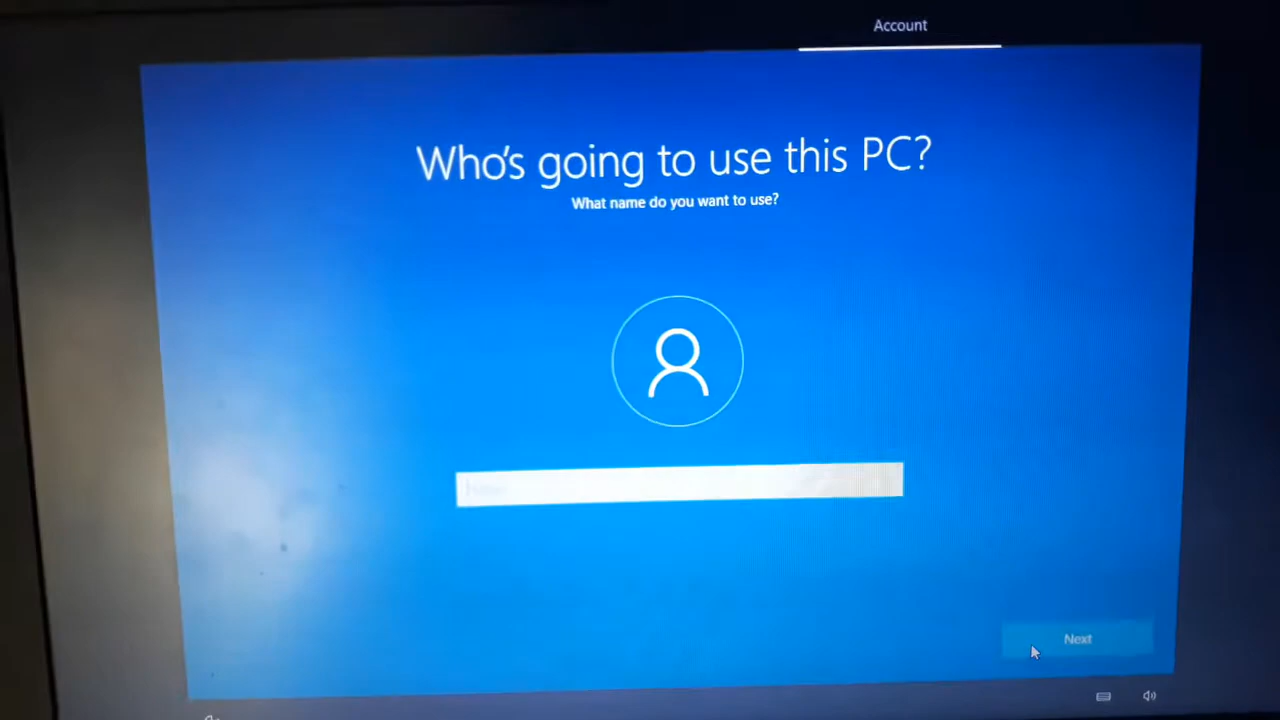 Account
Who's going to use this PC?
What name do you want to use?
Next